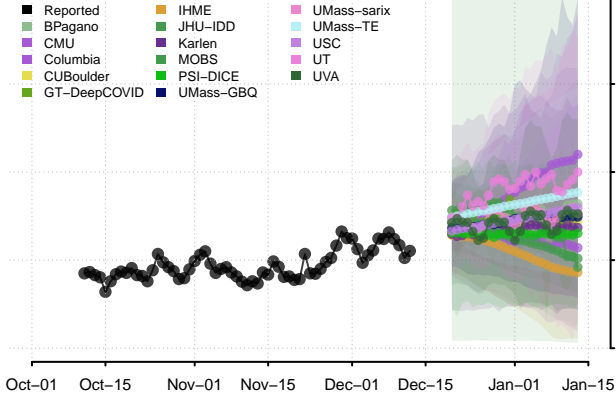 Reported
BPagano
CMU
Columbia
CUBoulder
GT−DeepCOVID
IHME
JHU−IDD
Karlen
MOBS
PSI−DICE
UMass−GBQ
UMass−sarix
UMass−TE
USC
UT
UVA
Oct−01 Oct−15 Nov−01 Nov−15 Dec−01 Dec−15 Jan−01 Jan−15